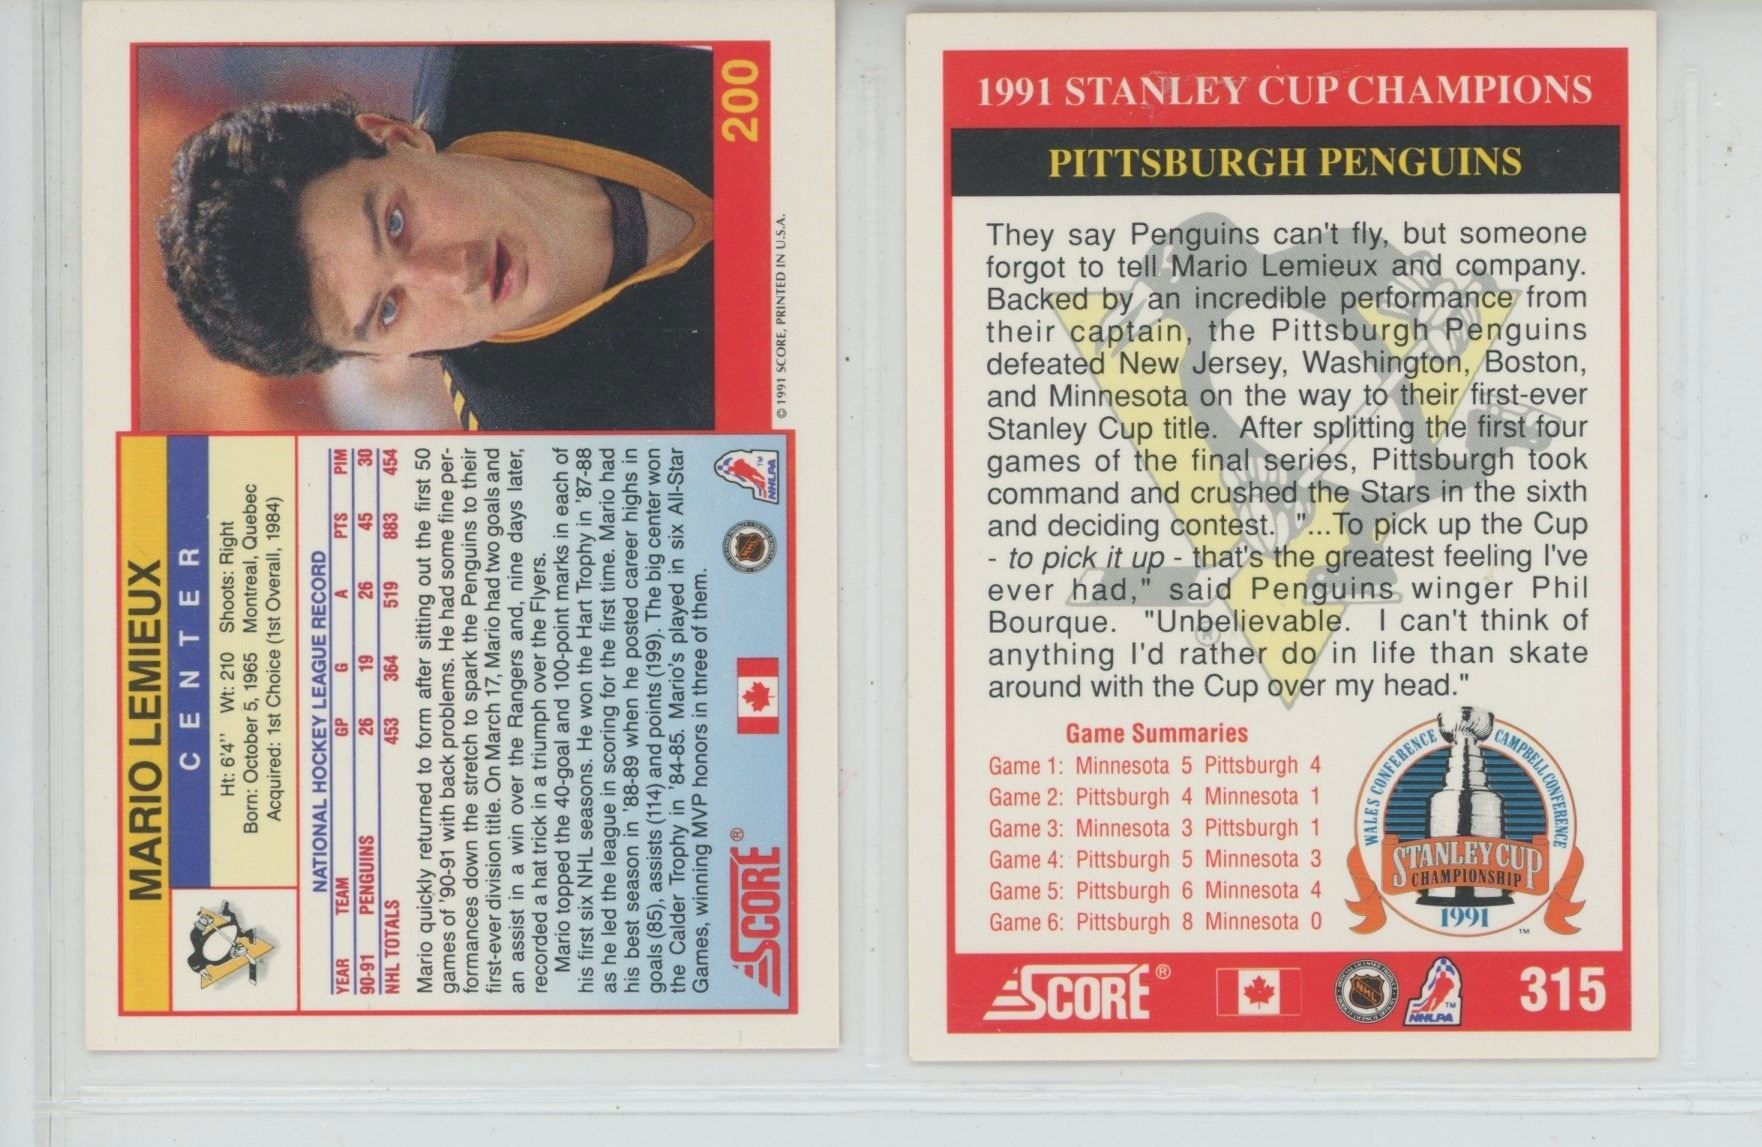 MARIO LEMIEUX
CENTER
Ht: 6'4" Wt: 210 Shoots: Right
Born: October 5, 1965 Montreal, Quebec
Acquired: 1st Choice (1st Overall, 1984)
NATIONAL HOCKEY LEAGUE RECORD
YEAR TEAM GP G A PTS PIM
90-91 PENGUINS 26 19 26 45 30
NHL TOTALS 453 364 519 883 454
Mario quickly returned to form after sitting out the first 50
games of '90-91 with back problems. He had some fine per-
formances down the stretch to spark the Penguins to their
first-ever division title. On March 17, Mario had two goals and
an assist in a win over the Rangers and, nine days later,
recorded a hat trick in a triumph over the Flyers.
Mario topped the 40-goal and 100-point marks in each of
his first six NHL seasons. He won the Hart Trophy in '87-88
as he led the league in scoring for the first time. Mario had
his best season in '88-89 when he posted career highs in
goals (85), assists (114) and points (199). The big center won
the Calder Trophy in '84-85. Mario's played in six All-Star
Games, winning MVP honors in three of them.
SCORE®
NHL
NHLPA
TM
200
© 1991 SCORE, PRINTED IN U.S.A.
1991 STANLEY CUP CHAMPIONS
PITTSBURGH PENGUINS
They say Penguins can't fly, but someone
forgot to tell Mario Lemieux and company.
Backed by an incredible performance from
their captain, the Pittsburgh Penguins
defeated New Jersey, Washington, Boston,
and Minnesota on the way to their first-ever
Stanley Cup title. After splitting the first four
games of the final series, Pittsburgh took
command and crushed the Stars in the sixth
and deciding contest. "...To pick up the Cup
- to pick it up - that's the greatest feeling I've
ever had," said Penguins winger Phil
Bourque. "Unbelievable. I can't think of
anything I'd rather do in life than skate
around with the Cup over my head."
®
Game Summaries
Game 1: Minnesota 5 Pittsburgh 4
Game 2: Pittsburgh 4 Minnesota 1
Game 3: Minnesota 3 Pittsburgh 1
Game 4: Pittsburgh 5 Minnesota 3
Game 5: Pittsburgh 6 Minnesota 4
Game 6: Pittsburgh 8 Minnesota 0
WALES CONFERENCE
CAMPBELL CONFERENCE
STANLEY CUP
CHAMPIONSHIP
1991
TM
SCORE®
NHL
TM
NHLPA
315